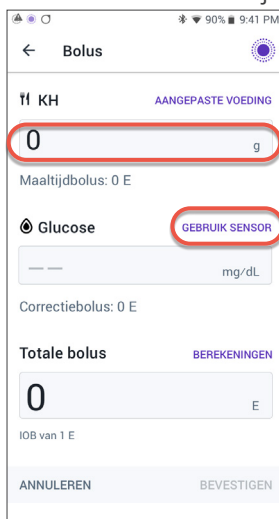 90% 9:41 PM
Bolus
KH AANGEPASTE VOEDING
0 g
Maaltijdbolus: 0 E
Glucose GEBRUIK SENSOR
–– mg/dL
Correctiebolus: 0 E
Totale bolus BEREKENINGEN
0 E
IOB van 1 E
ANNULEREN BEVESTIGEN